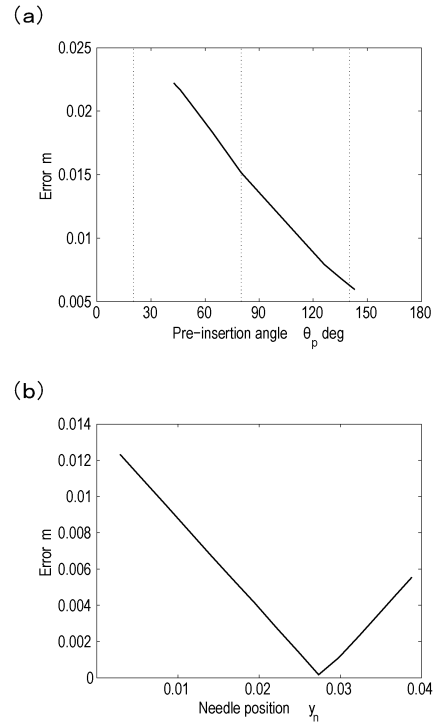 (a)
0.025
0.02
0.015
0.01
0.005
Error m
0 30 60 90 120 150 180
Pre-insertion angle θp deg
(b)
0.014
0.012
0.01
0.008
0.006
0.004
0.002
0
Error m
0.01 0.02 0.03 0.04
Needle position yn